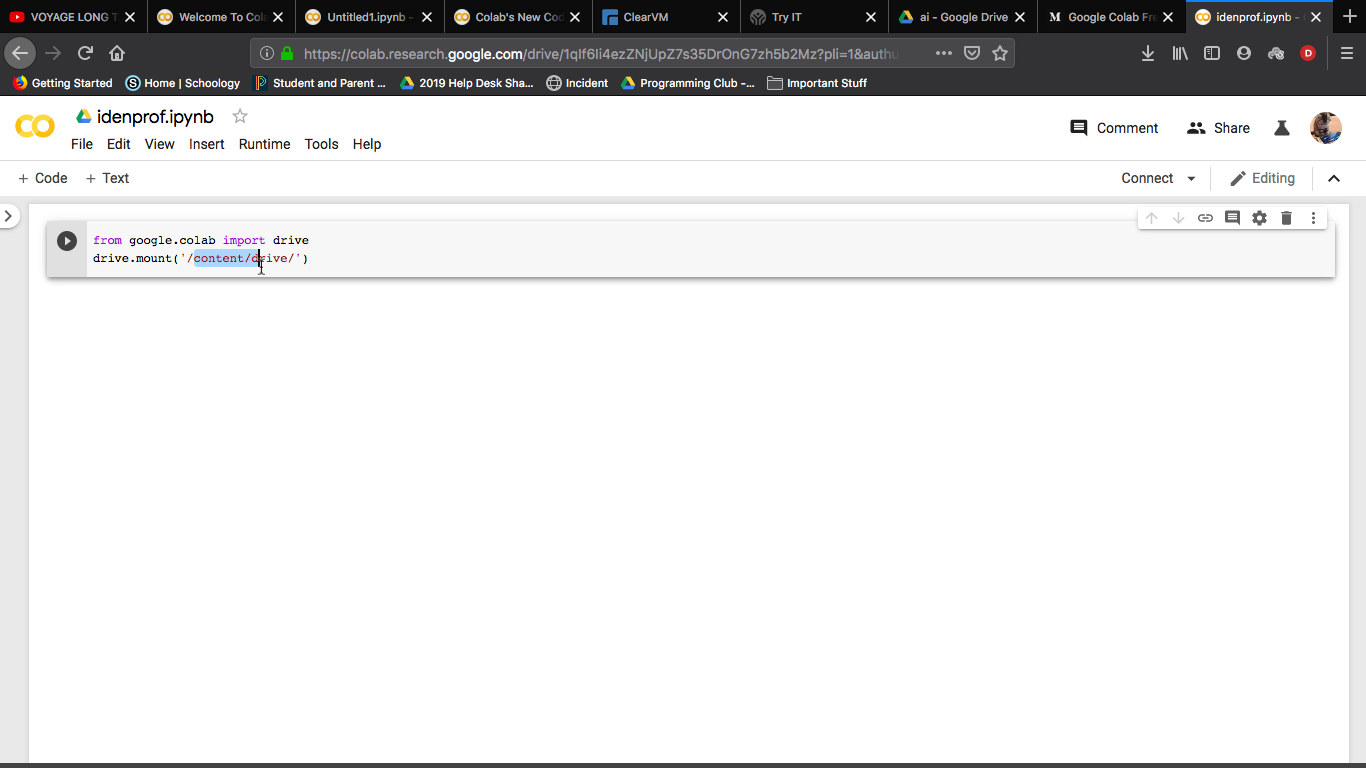 VOYAGE LONG T
Welcome To Col
Untitled1.ipynb -
Colab's New Co
ClearVM
Try IT
ai - Google Drive
M Google Colab Fre
idenprof.ipynb -
https://colab.research.google.com/drive/1qIf6Ii4ezZNjUpZ7s35DrOnG7zh5b2Mz?pli=1&authu
D
Getting Started
S Home | Schoology
Student and Parent ...
2019 Help Desk Sha...
Incident
Programming Club -...
Important Stuff
idenprof.ipynb
Comment
Share
File Edit View Insert Runtime Tools Help
+ Code + Text
Connect
Editing
from google.colab import drive
drive.mount('/content/drive/')